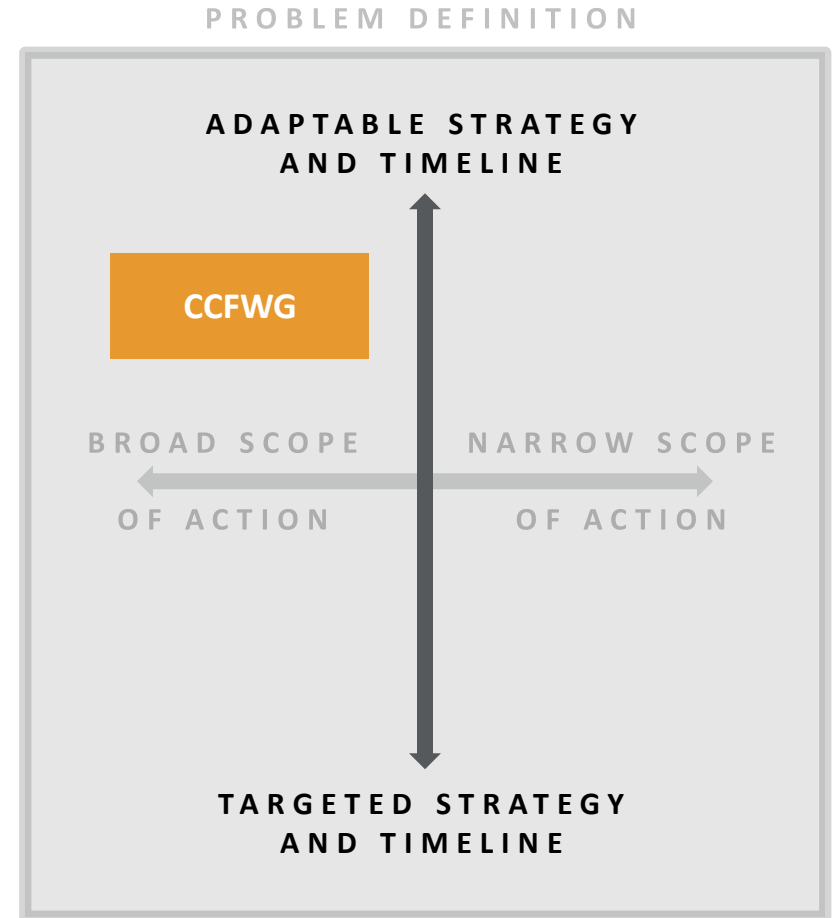 PROBLEM DEFINITION
ADAPTABLE STRATEGY
AND TIMELINE
CCFWG
BROAD SCOPE
OF ACTION
NARROW SCOPE
OF ACTION
TARGETED STRATEGY
AND TIMELINE